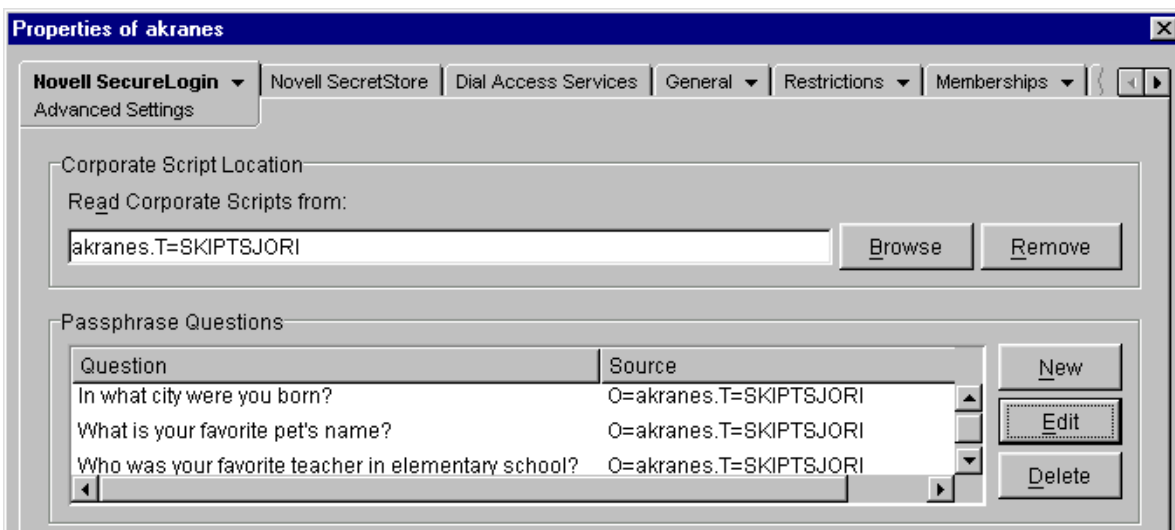 Properties of akranes
Novell SecureLogin Novell SecretStore Dial Access Services General Restrictions Memberships
Advanced Settings
Corporate Script Location
Read Corporate Scripts from:
akranes.T=SKIPTSJORI Browse Remove
Passphrase Questions
Question Source New
In what city were you born? O=akranes.T=SKIPTSJORI
What is your favorite pet's name? O=akranes.T=SKIPTSJORI Edit
Who was your favorite teacher in elementary school? O=akranes.T=SKIPTSJORI
Delete